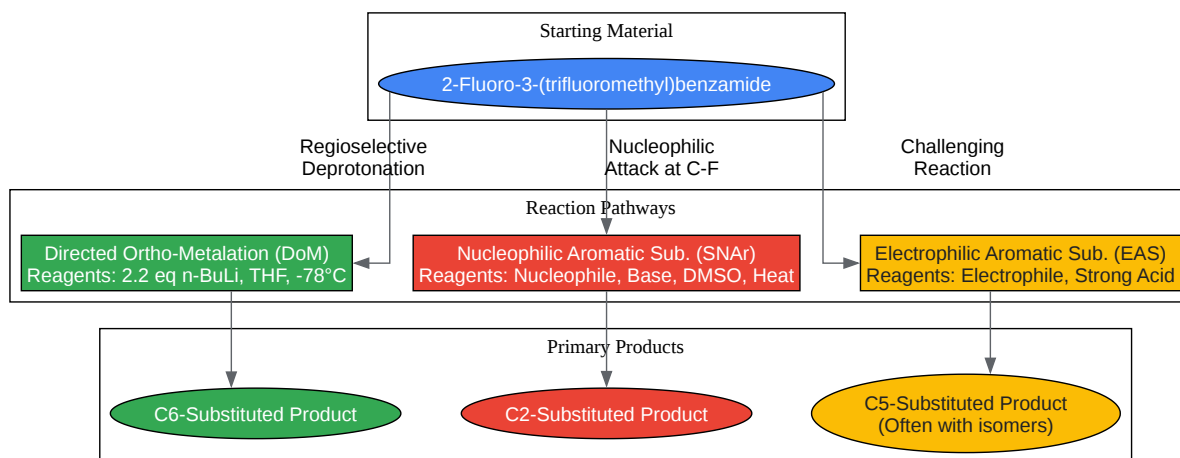 Starting Material
2-Fluoro-3-(trifluoromethyl)benzamide
Regioselective
Deprotonation
Nucleophilic
Attack at C-F
Challenging
Reaction
Reaction Pathways
Directed Ortho-Metalation (DoM)
Reagents: 2.2 eq n-BuLi, THF, -78°C
Nucleophilic Aromatic Sub. (SNAr)
Reagents: Nucleophile, Base, DMSO, Heat
Electrophilic Aromatic Sub. (EAS)
Reagents: Electrophile, Strong Acid
Primary Products
C6-Substituted Product
C2-Substituted Product
C5-Substituted Product
(Often with isomers)